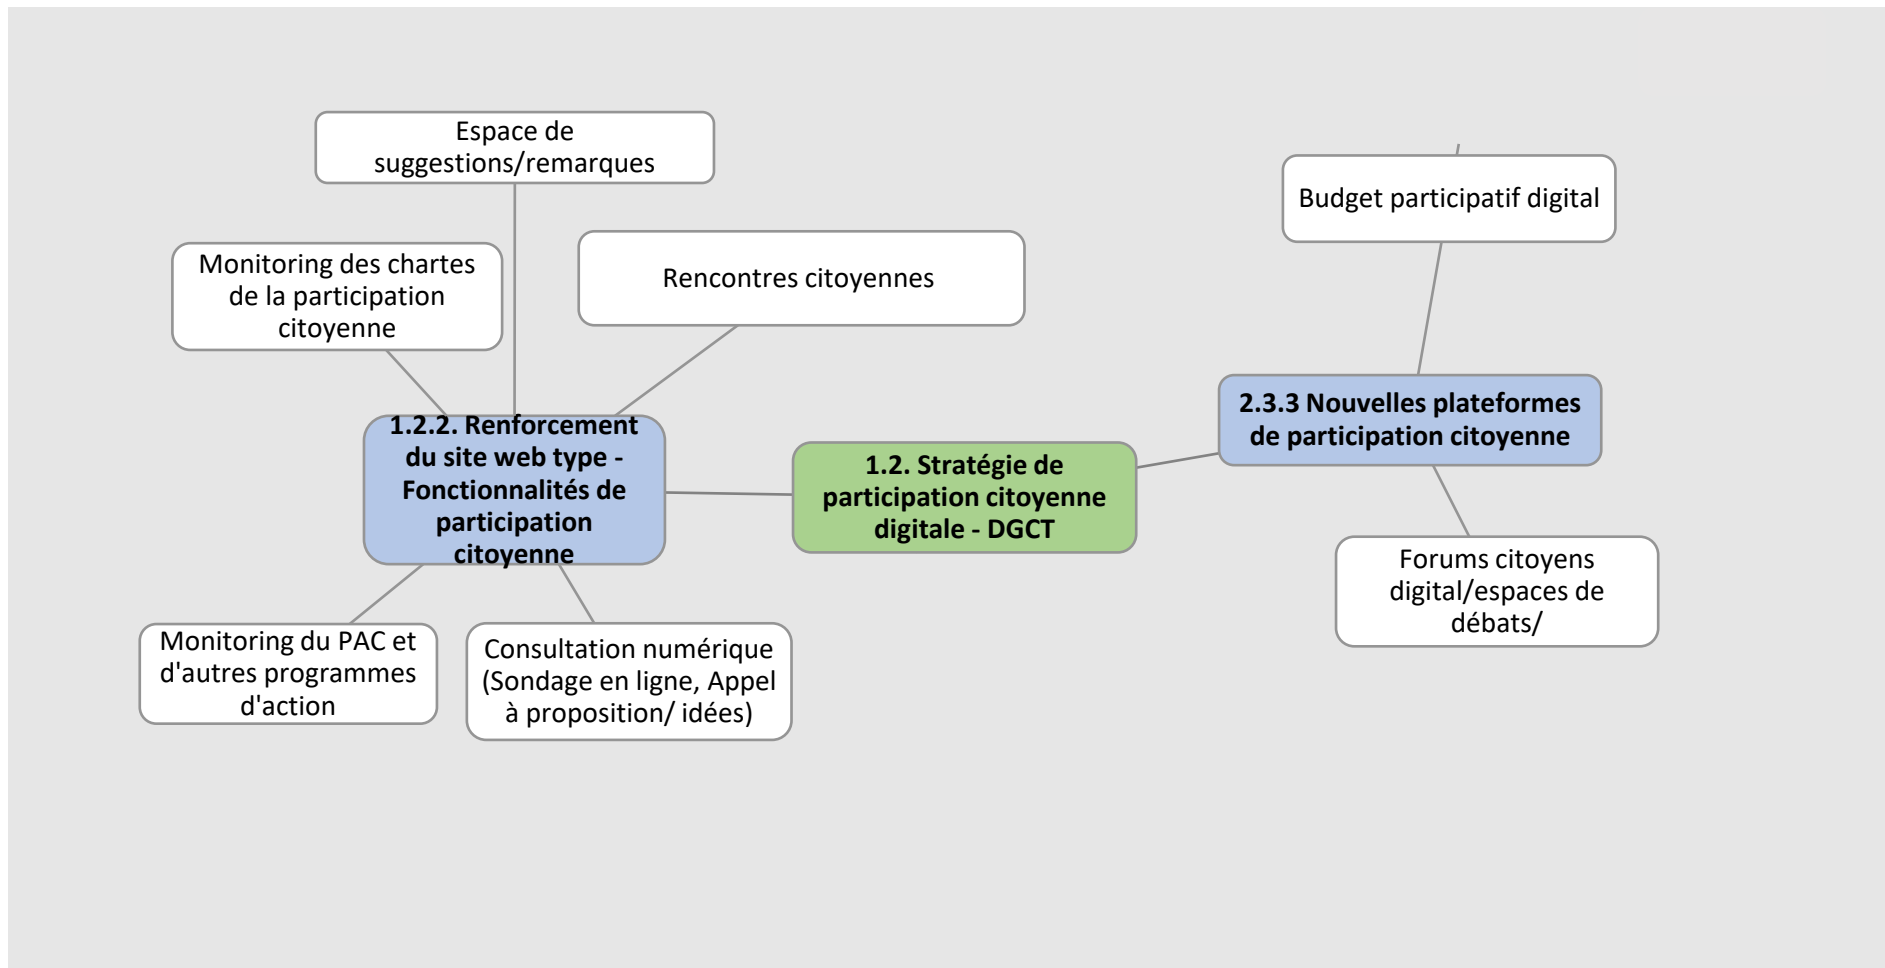 Espace de
suggestions/remarques
Monitoring des chartes
de la participation
citoyenne
Rencontres citoyennes
Budget participatif digital
1.2.2. Renforcement
du site web type -
Fonctionnalités de
participation
citoyenne
1.2. Stratégie de
participation citoyenne
digitale - DGCT
2.3.3 Nouvelles plateformes
de participation citoyenne
Monitoring du PAC et
d'autres programmes
d'action
Consultation numérique
(Sondage en ligne, Appel
à proposition/ idées)
Forums citoyens
digital/espaces de
débats/